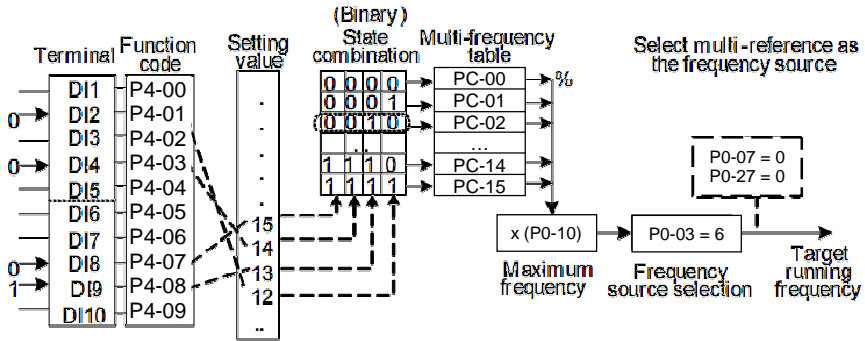 (Binary)
Terminal
Function code
Setting value
State combination
Multi-frequency table
Select multi-reference as the frequency source
DI1
P4-00
.
0 0 0 0
PC-00
%
0
DI2
P4-01
.
0 0 0 1
PC-01
DI3
P4-02
.
0 0 1 0
PC-02
0
DI4
P4-03
.
..
...
P0-07 = 0
P0-27 = 0
DI5
P4-04
.
1 1 1 0
PC-14
1 1 1 1
PC-15
DI6
P4-05
15
DI7
P4-06
14
x (P0-10)
P0-03 = 6
0
DI8
P4-07
13
Maximum frequency
Frequency source selection
Target running frequency
1
DI9
P4-08
12
DI10
P4-09
..